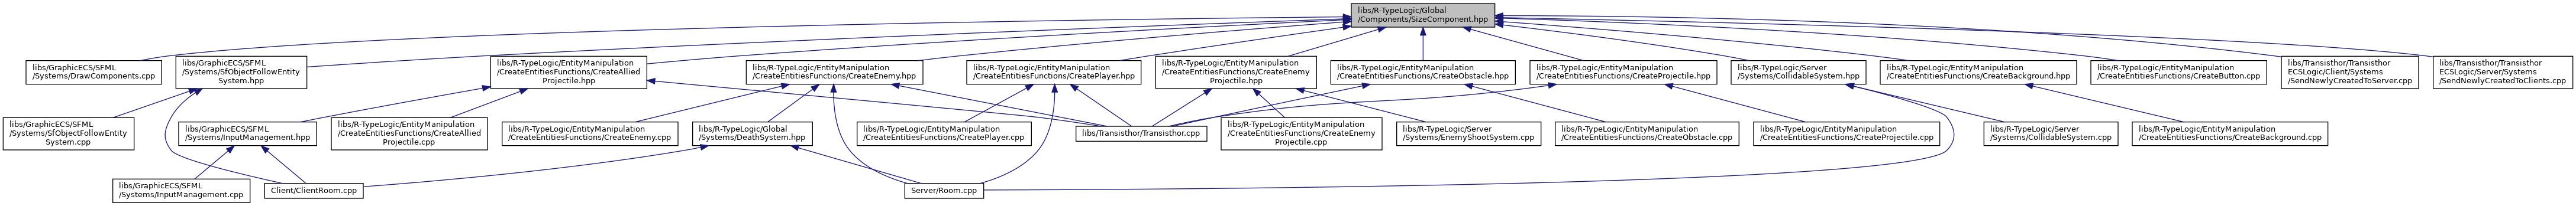 libs/R-TypeLogic/Global
/Components/SizeComponent.hpp
libs/GraphicECS/SFML
/Systems/DrawComponents.cpp
libs/GraphicECS/SFML
/Systems/SfObjectFollowEntity
System.hpp
libs/R-TypeLogic/EntityManipulation
/CreateEntitiesFunctions/CreateAllied
Projectile.hpp
libs/R-TypeLogic/EntityManipulation
/CreateEntitiesFunctions/CreateEnemy.hpp
libs/R-TypeLogic/EntityManipulation
/CreateEntitiesFunctions/CreatePlayer.hpp
libs/R-TypeLogic/EntityManipulation
/CreateEntitiesFunctions/CreateEnemy
Projectile.hpp
libs/R-TypeLogic/EntityManipulation
/CreateEntitiesFunctions/CreateObstacle.hpp
libs/R-TypeLogic/EntityManipulation
/CreateEntitiesFunctions/CreateProjectile.hpp
libs/R-TypeLogic/Server
/Systems/CollidableSystem.hpp
libs/R-TypeLogic/EntityManipulation
/CreateEntitiesFunctions/CreateBackground.hpp
libs/R-TypeLogic/EntityManipulation
/CreateEntitiesFunctions/CreateButton.cpp
libs/Transisthor/Transisthor
ECSLogic/Client/Systems
/SendNewlyCreatedToServer.cpp
libs/Transisthor/Transisthor
ECSLogic/Server/Systems
/SendNewlyCreatedToClients.cpp
libs/GraphicECS/SFML
/Systems/SfObjectFollowEntity
System.cpp
libs/GraphicECS/SFML
/Systems/InputManagement.hpp
libs/R-TypeLogic/EntityManipulation
/CreateEntitiesFunctions/CreateAllied
Projectile.cpp
libs/R-TypeLogic/EntityManipulation
/CreateEntitiesFunctions/CreateEnemy.cpp
libs/R-TypeLogic/Global
/Systems/DeathSystem.hpp
libs/R-TypeLogic/EntityManipulation
/CreateEntitiesFunctions/CreatePlayer.cpp
libs/Transisthor/Transisthor.cpp
libs/R-TypeLogic/EntityManipulation
/CreateEntitiesFunctions/CreateEnemy
Projectile.cpp
libs/R-TypeLogic/Server
/Systems/EnemyShootSystem.cpp
libs/R-TypeLogic/EntityManipulation
/CreateEntitiesFunctions/CreateObstacle.cpp
libs/R-TypeLogic/EntityManipulation
/CreateEntitiesFunctions/CreateProjectile.cpp
libs/R-TypeLogic/Server
/Systems/CollidableSystem.cpp
libs/R-TypeLogic/EntityManipulation
/CreateEntitiesFunctions/CreateBackground.cpp
libs/GraphicECS/SFML
/Systems/InputManagement.cpp
Client/ClientRoom.cpp
Server/Room.cpp